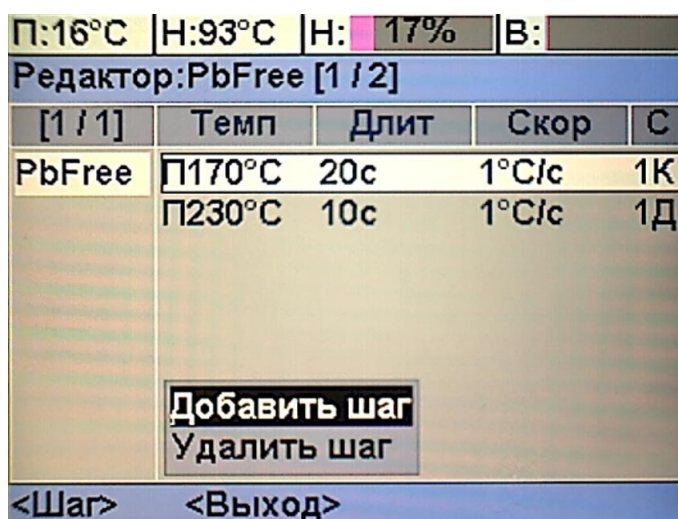 П:16°C H:93°C H: 17% B:
Редактор:PbFree [1 / 2]
[1 / 1] Темп Длит Скор С
PbFree П170°C 20с 1°C/с 1К
П230°C 10с 1°C/с 1Д
Добавить шаг
Удалить шаг
<Шаг> <Выход>